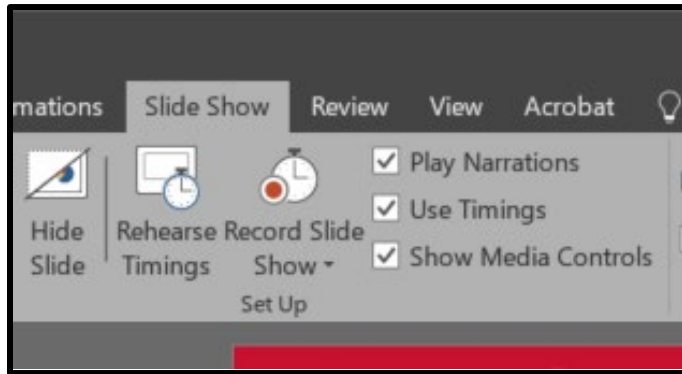 mations Slide Show Review View Acrobat
Hide Slide
Rehearse Timings
Record Slide Show
Play Narrations
Use Timings
Show Media Controls
Set Up